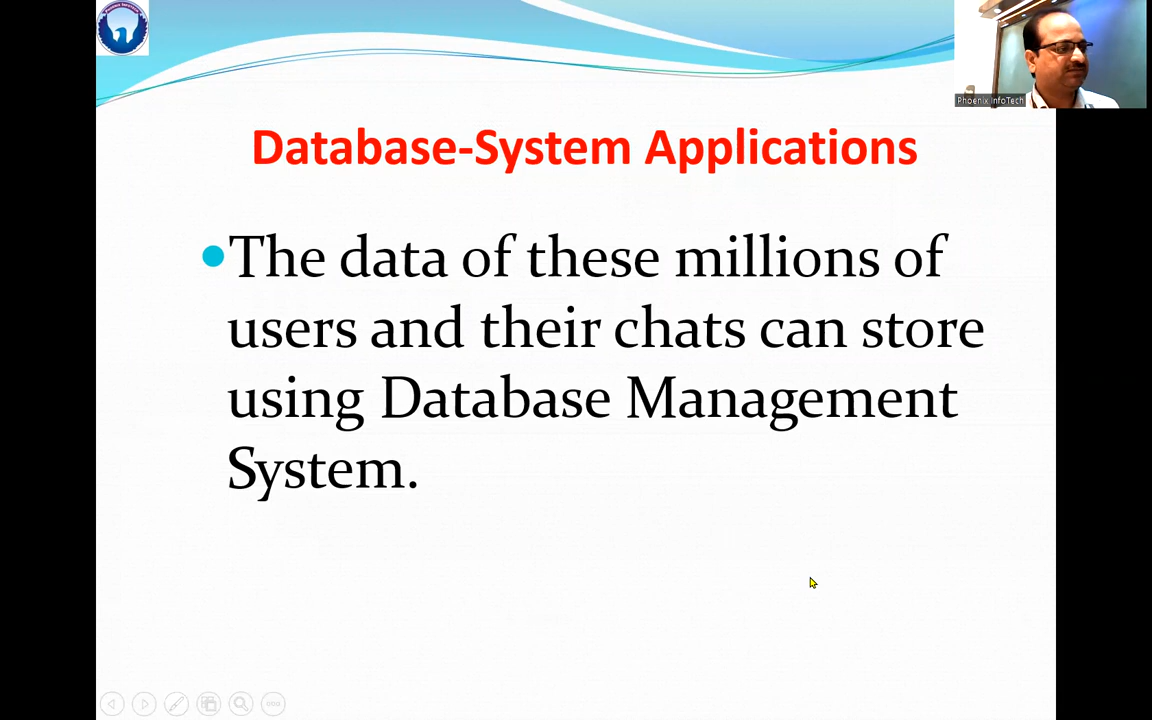 Phoenix InfoTech
Database-System Applications
•The data of these millions of
users and their chats can store
using Database Management
System.